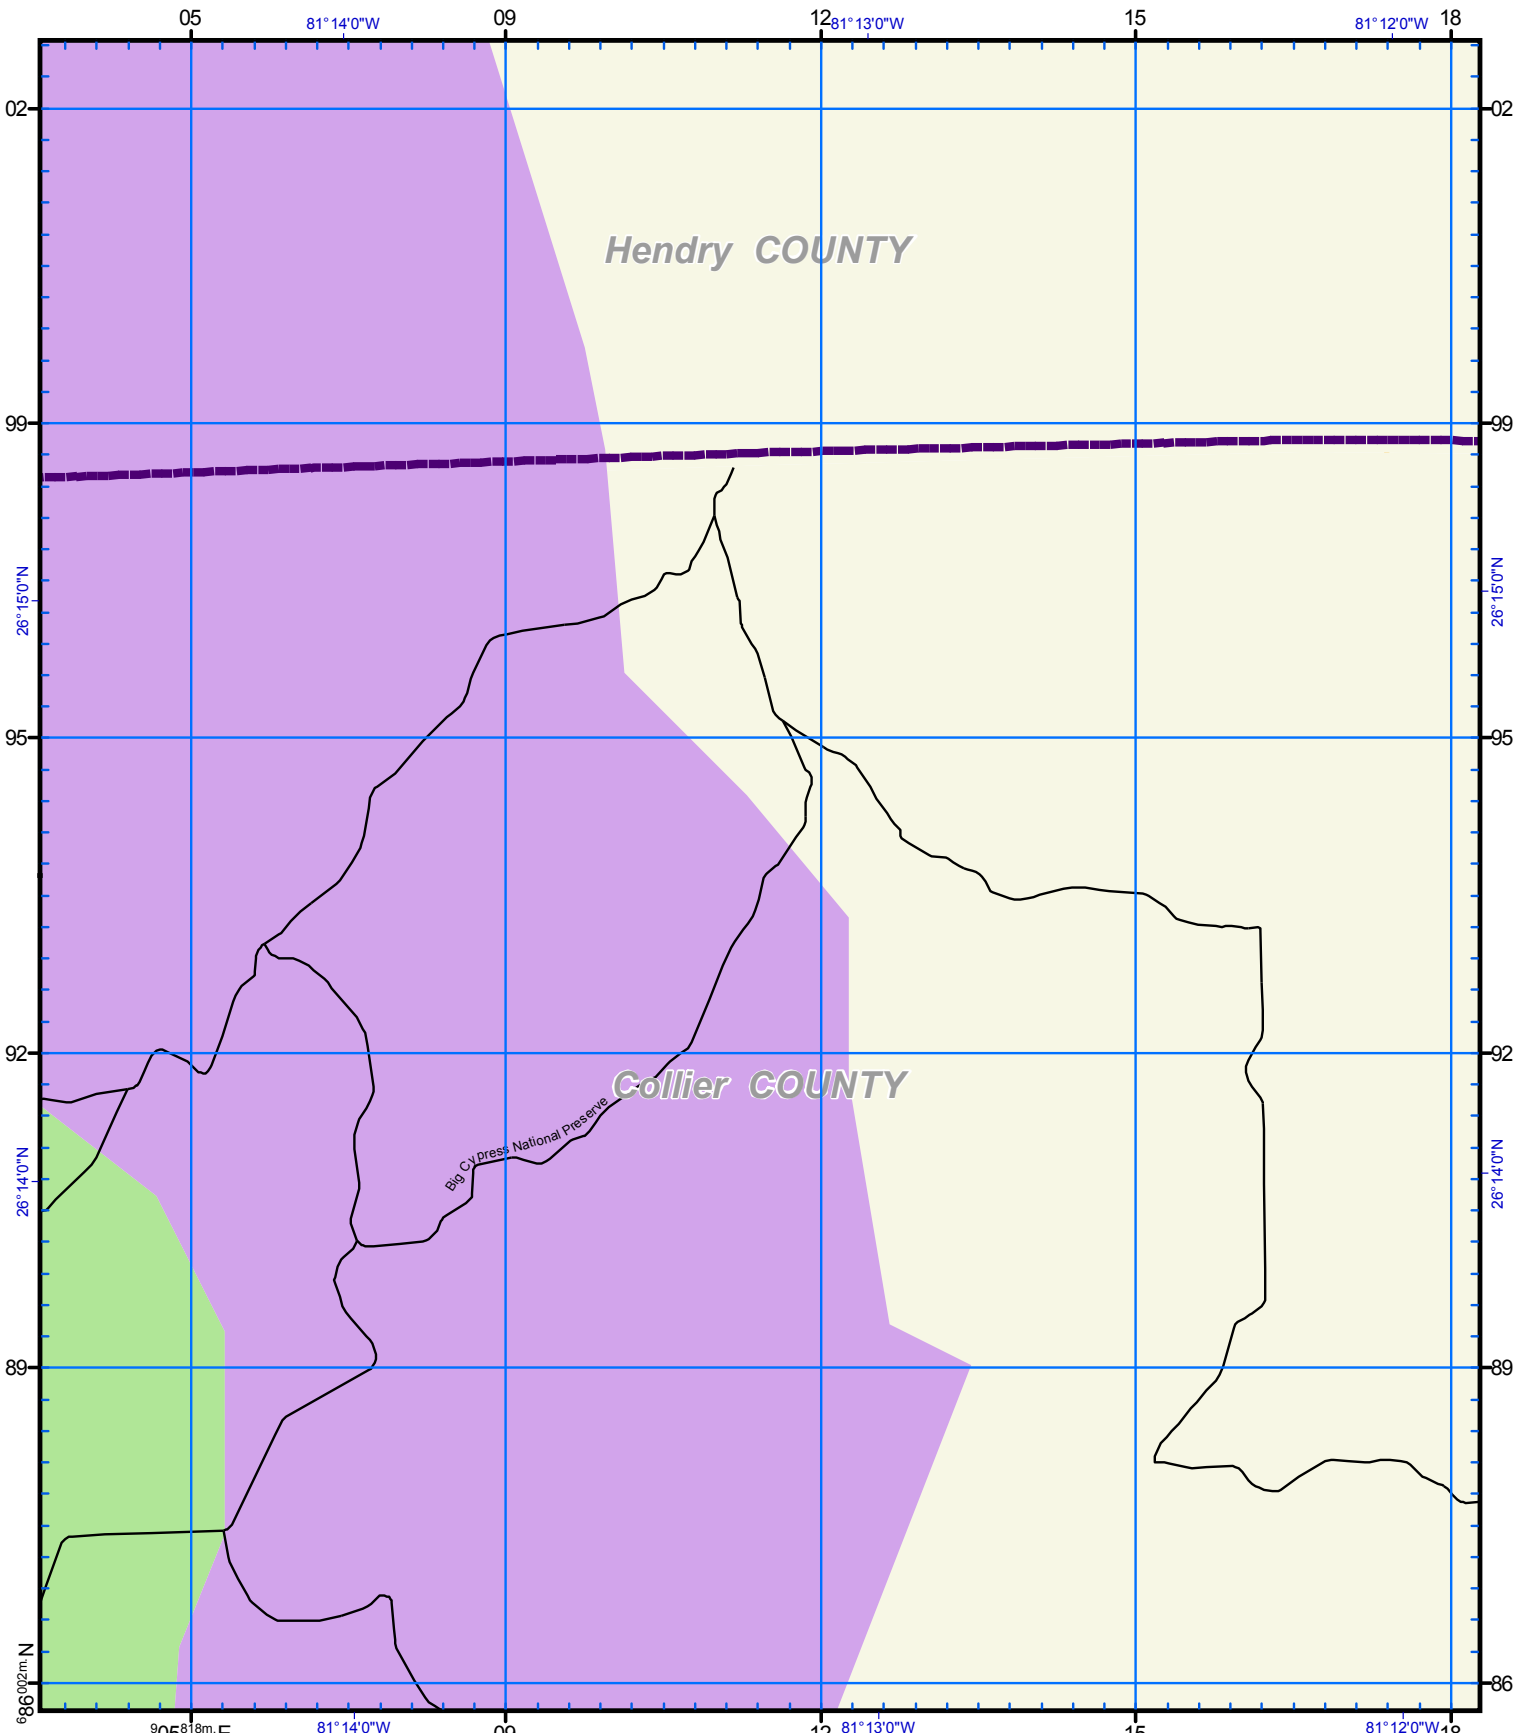 05 09 12 15 18
81°14'0"W 81°13'0"W 81°12'0"W
02 02
Hendry COUNTY
99 99
26°15'0"N 26°15'0"N
95 95
92 92
Collier COUNTY
Big Cypress National Preserve
26°14'0"N 26°14'0"N
89 89
686002m. N 86
905818m. E 09 12 15 18
81°14'0"W 81°13'0"W 81°12'0"W